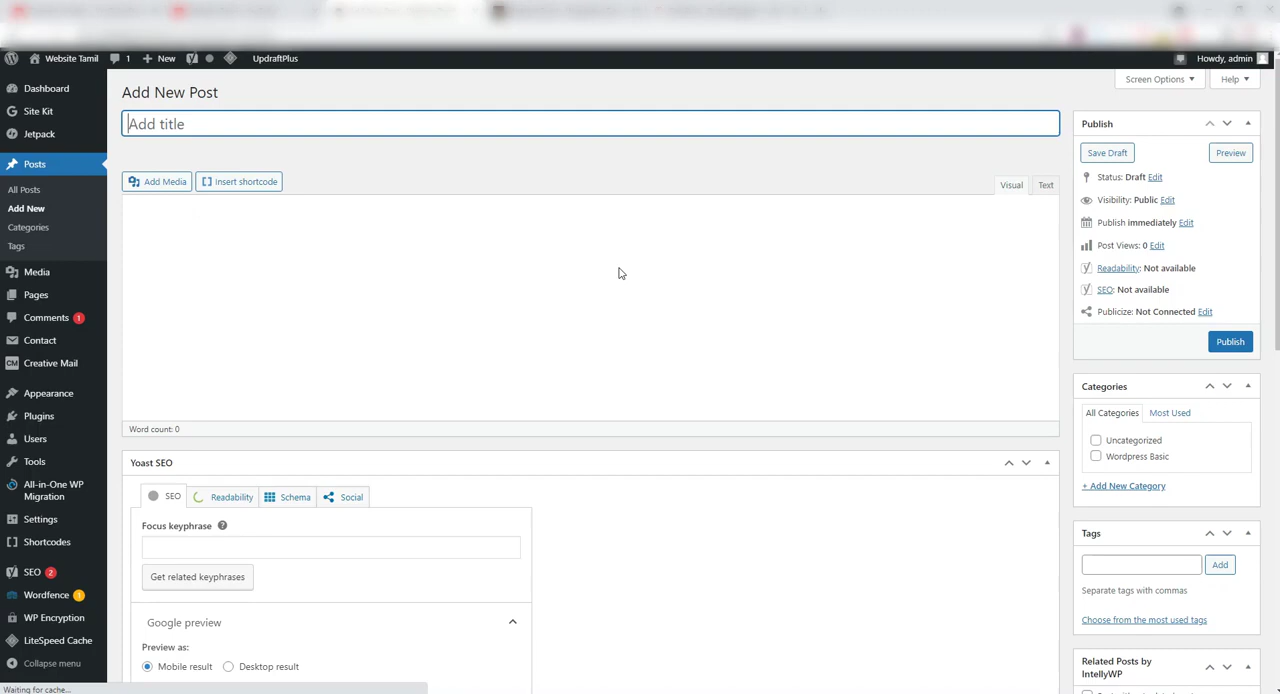 Website Tamil
1
New
UpdraftPlus
Howdy, admin
Dashboard
Site Kit
Jetpack
Posts
All Posts
Add New
Categories
Tags
Media
Pages
Comments 1
Contact
CM Creative Mail
Appearance
Plugins
Users
Tools
All-in-One WP
Migration
Settings
Shortcodes
SEO 2
Wordfence 1
WP Encryption
LiteSpeed Cache
Collapse menu
Waiting for cache...
Screen Options
Help
Add New Post
Add title
Add Media
Insert shortcode
Visual
Text
Word count: 0
Yoast SEO
SEO
Readability
Schema
Social
Focus keyphrase
Get related keyphrases
Google preview
Preview as:
Mobile result
Desktop result
Publish
Save Draft
Preview
Status: Draft Edit
Visibility: Public Edit
Publish immediately Edit
Post Views: 0 Edit
Readability: Not available
SEO: Not available
Publicize: Not Connected Edit
Publish
Categories
All Categories
Most Used
Uncategorized
Wordpress Basic
+ Add New Category
Tags
Add
Separate tags with commas
Choose from the most used tags
Related Posts by
IntellyWP